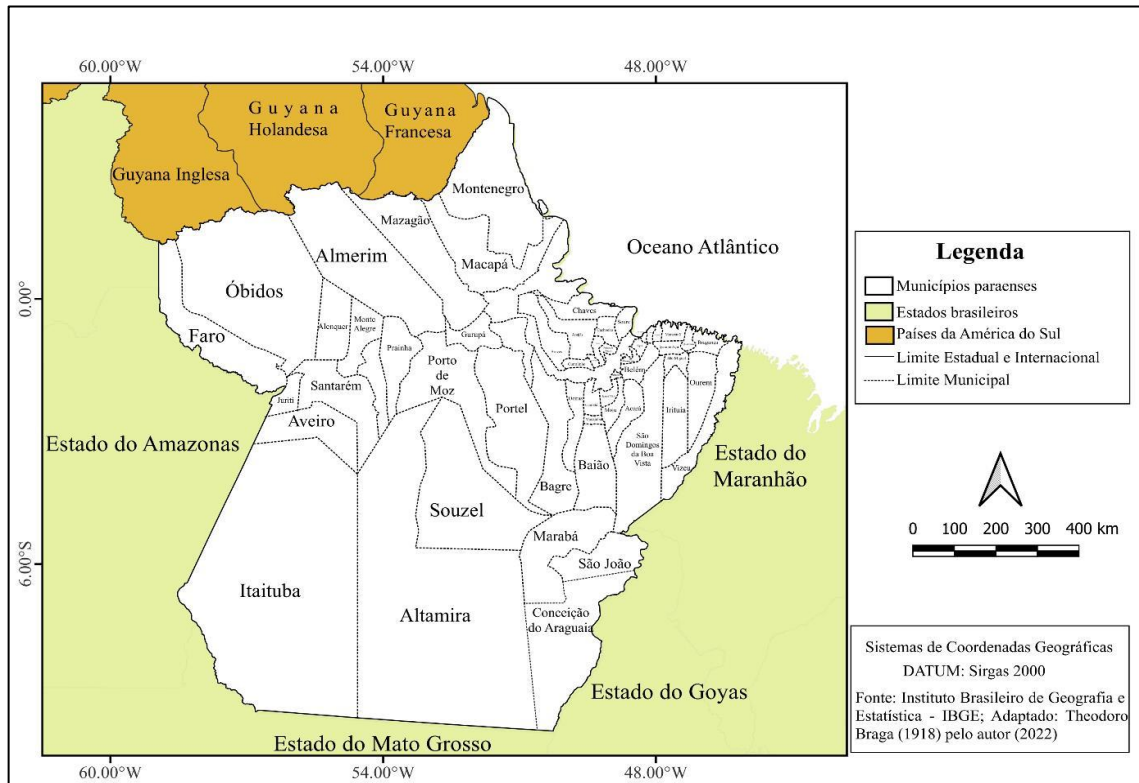 60.00°W
54.00°W
48.00°W
0.00°
6.00°S
Guyana Inglesa
Guyana
Holandesa
Guyana
Francesa
Montenegro
Mazagão
Macapá
Almerim
Óbidos
Faro
Oceano Atlântico
Alenquer
Monte
Alegre
Prainha
Gurupá
Chaves
Soure
Porto
de
Moz
Santarém
Juriti
Aveiro
Portel
Belém
Bragança
Ourem
Irituia
Acará
São
Domingos
da Boa
Vista
Vizeu
Baião
Bagre
Estado do Amazonas
Estado do
Maranhão
Souzel
Marabá
São João
Itaituba
Altamira
Conceição
do Araguaia
Estado do Goyas
Estado do Mato Grosso
60.00°W
54.00°W
48.00°W
Legenda
Municípios paraenses
Estados brasileiros
Países da América do Sul
Limite Estadual e Internacional
Limite Municipal
0 100 200 300 400 km
Sistemas de Coordenadas Geográficas
DATUM: Sirgas 2000
Fonte: Instituto Brasileiro de Geografia e
Estatística - IBGE; Adaptado: Theodoro
Braga (1918) pelo autor (2022)